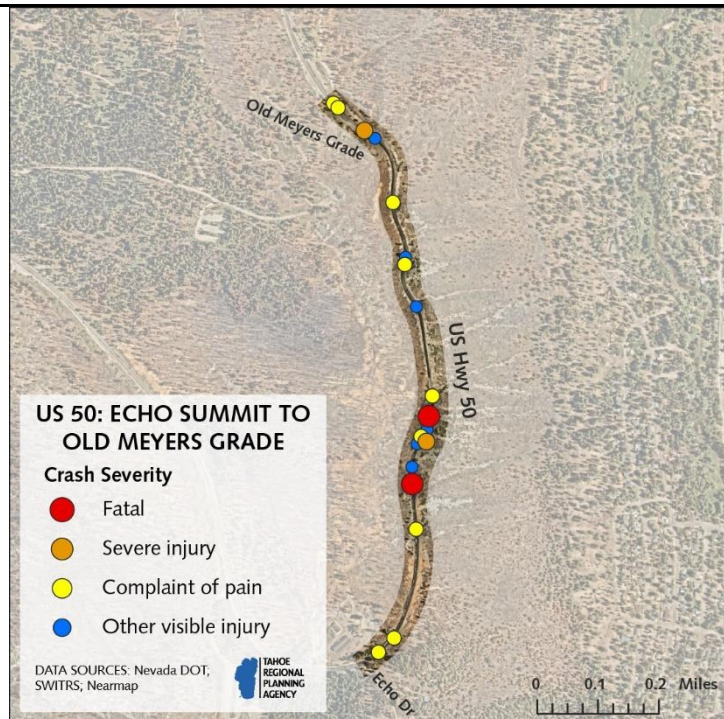 Old Meyers Grade
US Hwy 50
US 50: ECHO SUMMIT TO
OLD MEYERS GRADE
Crash Severity
Fatal
Severe injury
Complaint of pain
Other visible injury
DATA SOURCES: Nevada DOT;
SWITRS; Nearmap
TAHOE
REGIONAL
PLANNING
AGENCY
Echo Dr
0 0.1 0.2 Miles